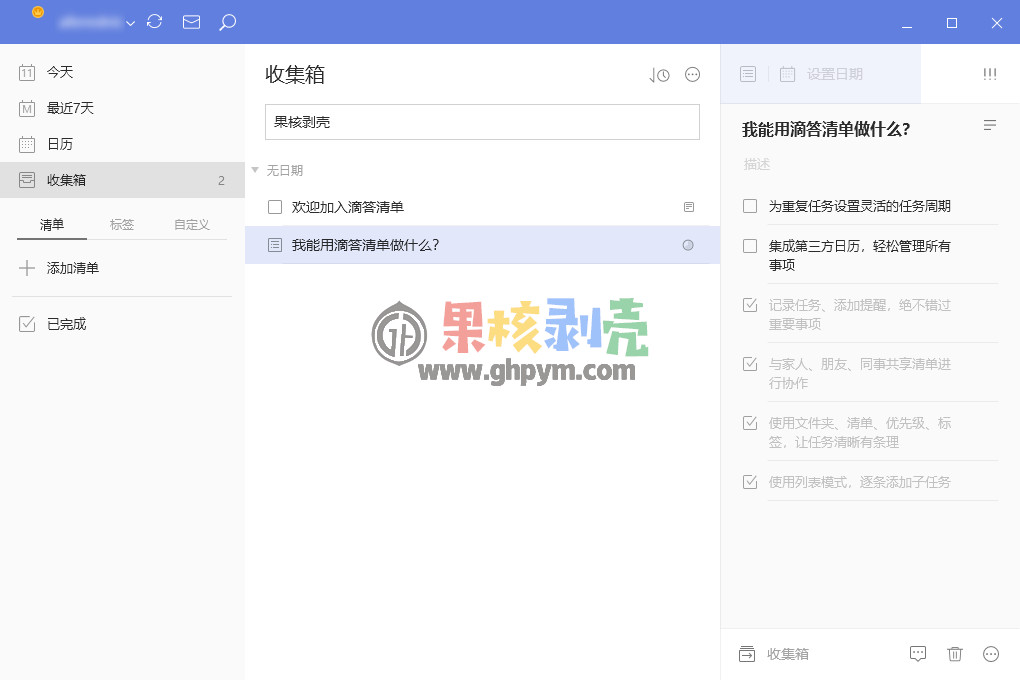 11 今天
M 最近7天
日历
收集箱 2
清单 标签 自定义
添加清单
已完成
收集箱
果核剥壳
无日期
欢迎加入滴答清单
我能用滴答清单做什么?
果核剥壳
www.ghpym.com
设置日期
我能用滴答清单做什么?
描述
为重复任务设置灵活的任务周期
集成第三方日历，轻松管理所有
事项
记录任务、添加提醒，绝不错过
重要事项
与家人、朋友、同事共享清单进
行协作
使用文件夹、清单、优先级、标
签，让任务清晰有条理
使用列表模式，逐条添加子任务
收集箱